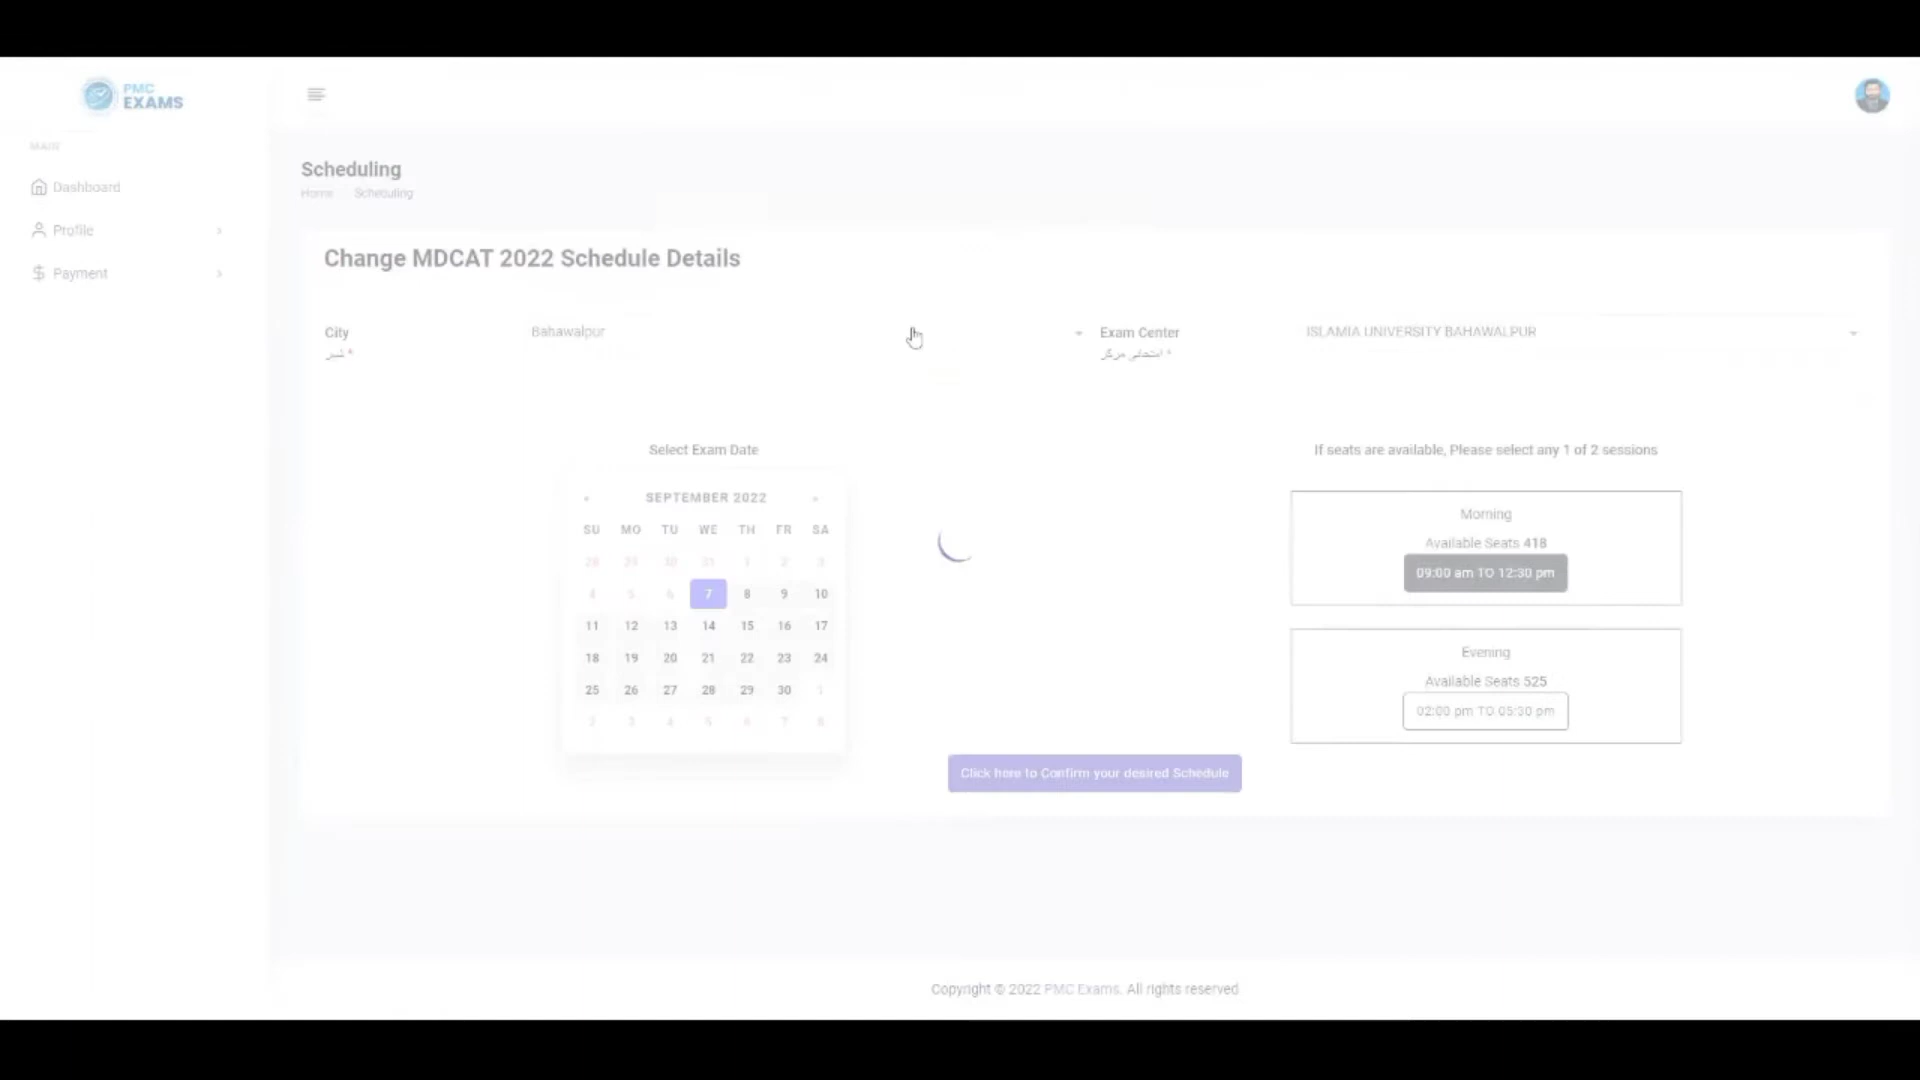 PMC
EXAMS
MAIN
Dashboard
Profile
Payment
Scheduling
Home Scheduling
Change MDCAT 2022 Schedule Details
City
شہر *
Bahawalpur
Exam Center
امتحانی مرکز *
ISLAMIA UNIVERSITY BAHAWALPUR
Select Exam Date
« SEPTEMBER 2022 »
SU MO TU WE TH FR SA
28 29 30 31 1 2 3
4 5 6 7 8 9 10
11 12 13 14 15 16 17
18 19 20 21 22 23 24
25 26 27 28 29 30 1
2 3 4 5 6 7 8
If seats are available, Please select any 1 of 2 sessions
Morning
Available Seats 418
09:00 am TO 12:30 pm
Evening
Available Seats 525
02:00 pm TO 05:30 pm
Click here to Confirm your desired Schedule
Copyright © 2022 PMC Exams. All rights reserved